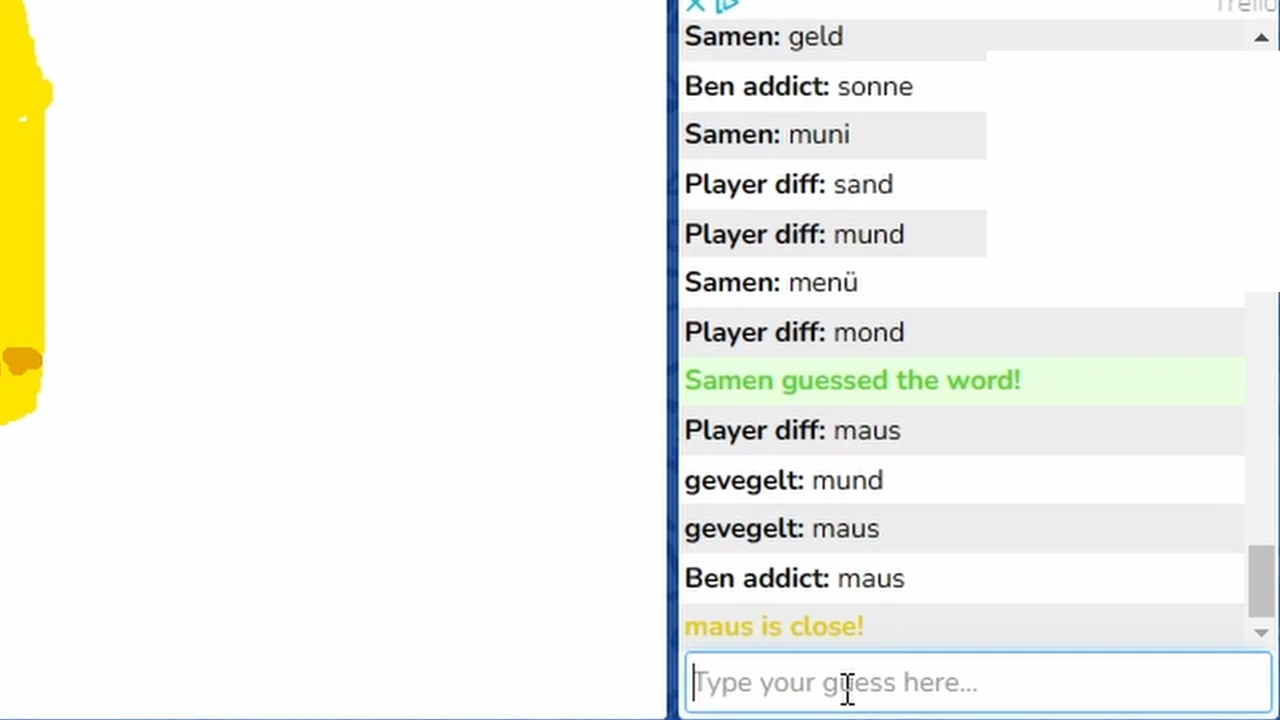 Samen: geld
Ben addict: sonne
Samen: muni
Player diff: sand
Player diff: mund
Samen: menü
Player diff: mond
Samen guessed the word!
Player diff: maus
gevegelt: mund
gevegelt: maus
Ben addict: maus
maus is close!
Type your guess here...